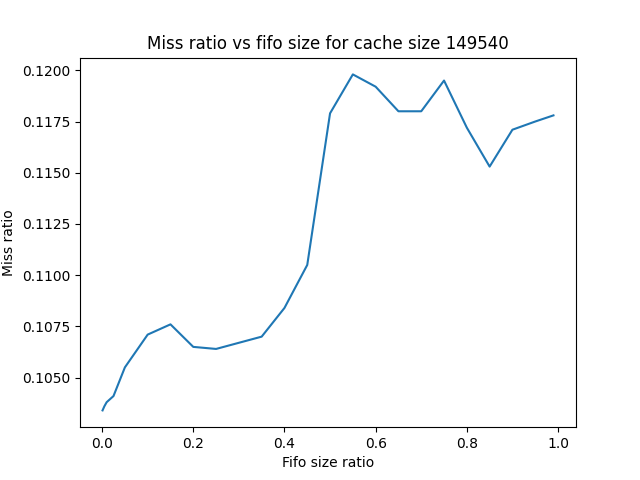 Miss ratio vs fifo size for cache size 149540
0.1200
0.1175
0.1150
0.1125
0.1100
0.1075
0.1050
Miss ratio
0.0 0.2 0.4 0.6 0.8 1.0
Fifo size ratio